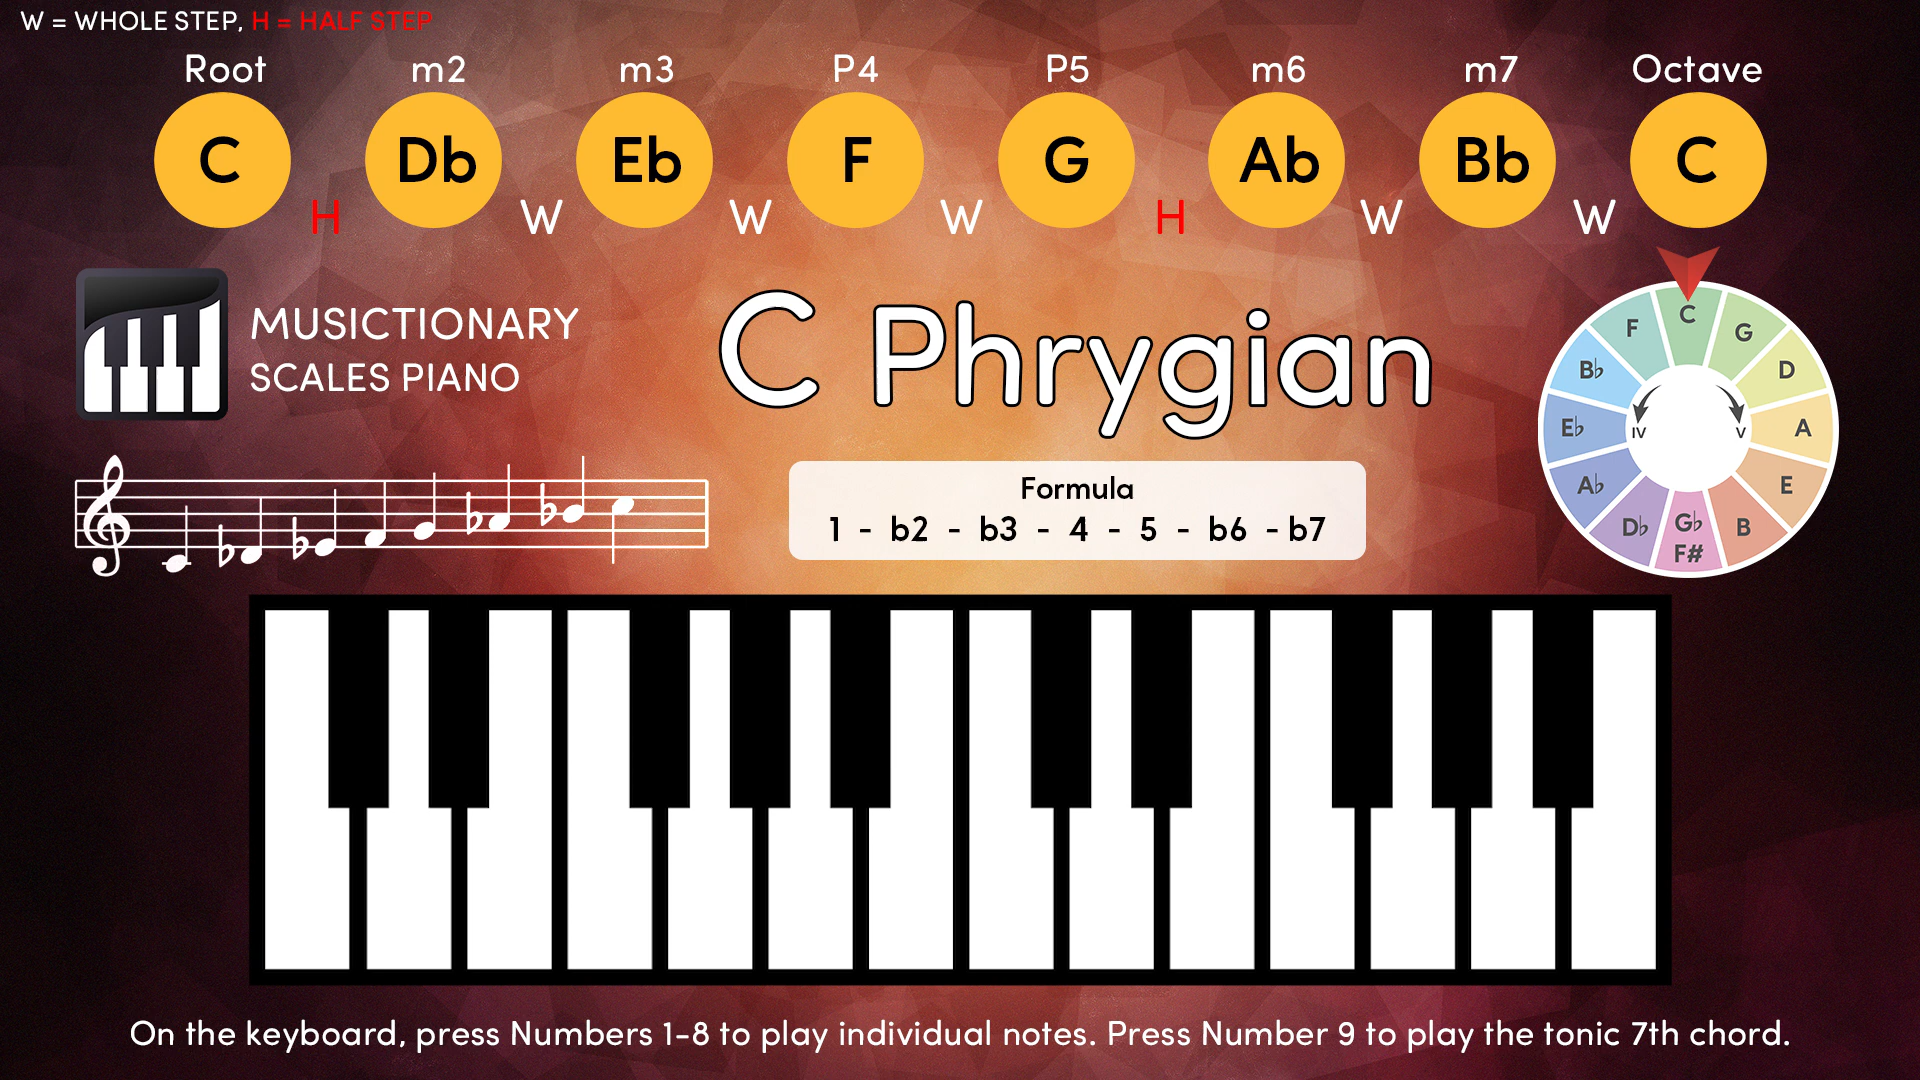 W = WHOLE STEP, H = HALF STEP
Root m2 m3 P4 P5 m6 m7 Octave
C Db Eb F G Ab Bb C
H W W W H W W
MUSICTIONARY
SCALES PIANO
C Phrygian
Formula
1 - b2 - b3 - 4 - 5 - b6 - b7
C
F G
B♭ D
E♭ IV V A
A♭ E
D♭ G♭ B
F#
On the keyboard, press Numbers 1-8 to play individual notes. Press Number 9 to play the tonic 7th chord.